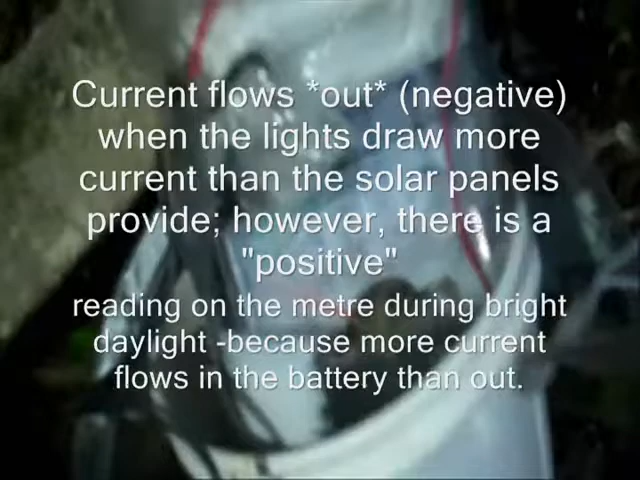 Current flows *out* (negative)
when the lights draw more
current than the solar panels
provide; however, there is a
"positive"
reading on the metre during bright
daylight -because more current
flows in the battery than out.